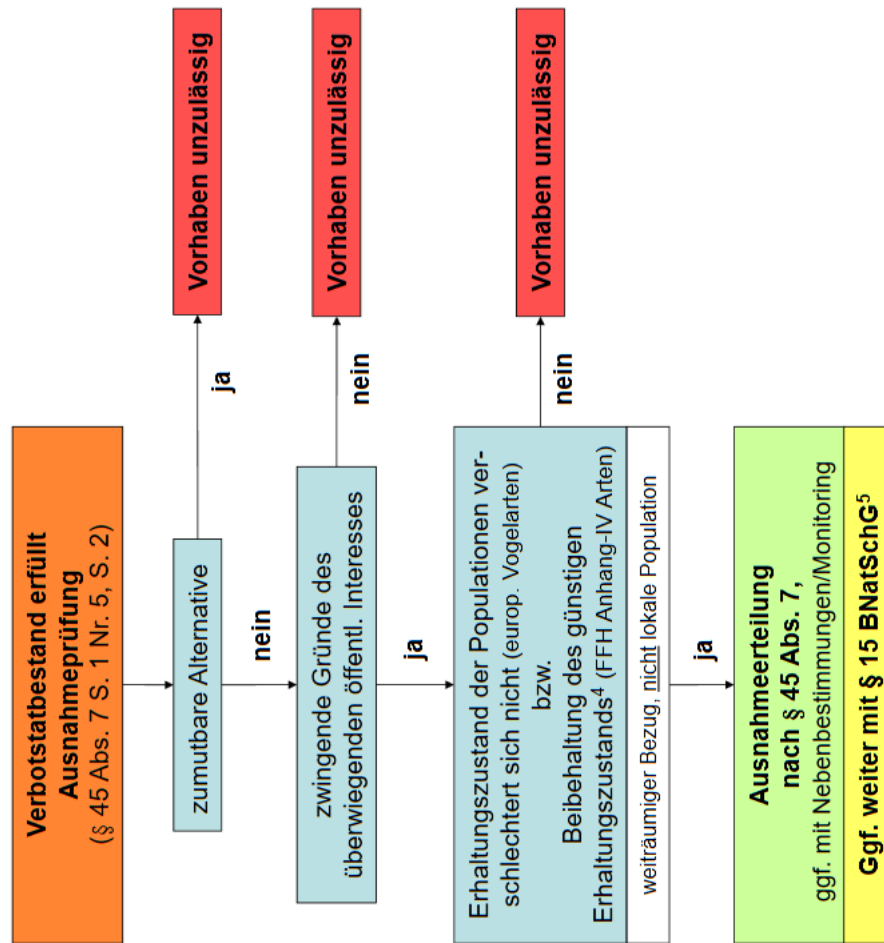 Verbotstatbestand erfüllt
Ausnahmeprüfung
(§ 45 Abs. 7 S. 1 Nr. 5, S. 2)
zumutbare Alternative
ja
Vorhaben unzulässig
nein
zwingende Gründe des
überwiegenden öffentl. Interesses
nein
Vorhaben unzulässig
ja
Erhaltungszustand der Populationen ver-
schlechtert sich nicht (europ. Vogelarten)
bzw.
Beibehaltung des günstigen
Erhaltungszustands⁴ (FFH Anhang-IV Arten)
weiträumiger Bezug, nicht lokale Population
nein
Vorhaben unzulässig
ja
Ausnahmeerteilung
nach § 45 Abs. 7,
ggf. mit Nebenbestimmungen/Monitoring
Ggf. weiter mit § 15 BNatSchG⁵